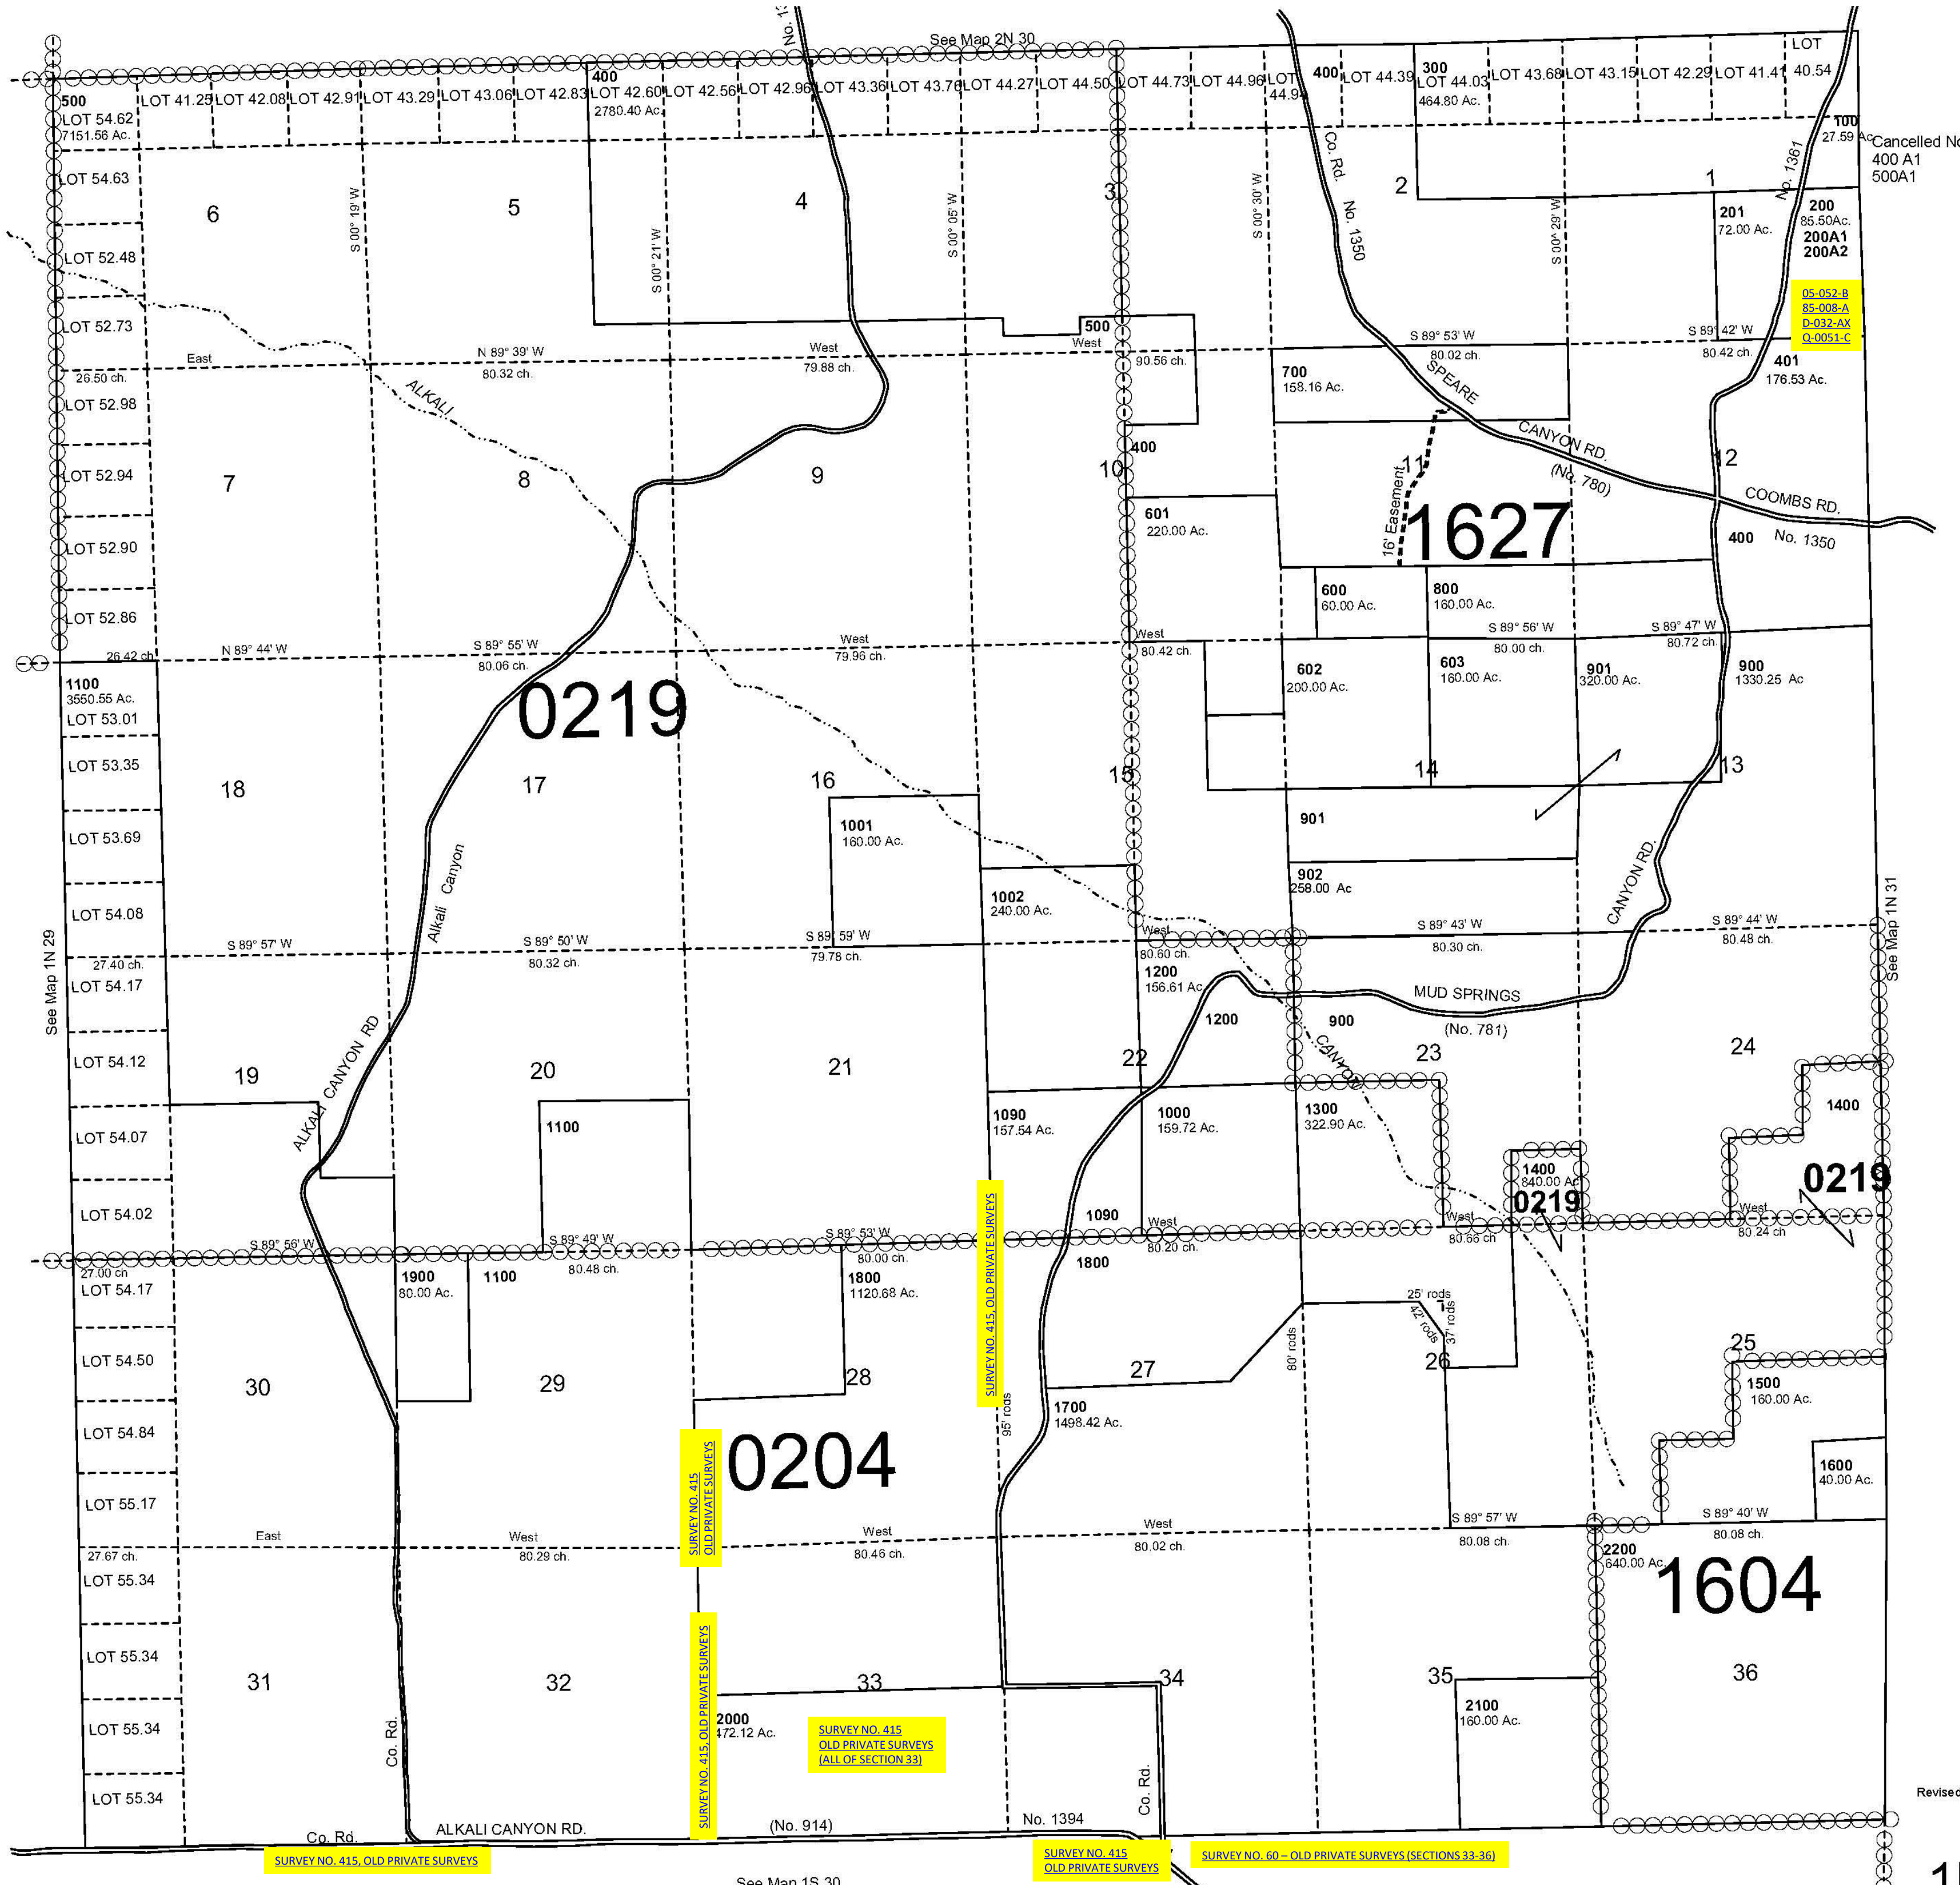 See Map 2N 30
500
LOT 54.62
7151.56 Ac.
LOT 41.25
LOT 42.08
LOT 42.91
LOT 43.29
LOT 43.06
LOT 42.83
400
LOT 42.60
2780.40 Ac.
LOT 42.56
LOT 42.96
LOT 43.36
LOT 43.76
LOT 44.27
LOT 44.50
LOT 44.73
LOT 44.96
LOT
400
LOT 44.39
300
LOT 44.03
464.80 Ac.
LOT 43.68
LOT 43.15
LOT 42.29
LOT 41.41
LOT
40.54
100
27.59 Ac
400 A1
500A1
LOT 54.63
6
5
4
3
2
1
S 00° 19' W
S 00° 21' W
S 00° 05' W
S 00° 30' W
S 00° 29' W
Co. Rd. No. 1350
No. 1361
201
72.00 Ac.
200
85.50Ac.
200A1
200A2
05-052-B
85-008-A
D-032-AX
Q-0051-C
LOT 52.48
LOT 52.73
East
26.50 ch.
N 89° 39' W
80.32 ch.
West
79.88 ch.
500
West
90.56 ch.
S 89° 53' W
80.02 ch.
S 89° 42' W
80.42 ch.
401
176.53 Ac.
700
158.16 Ac.
SPEARE
CANYON RD.
(No. 780)
COOMBS RD.
No. 1350
ALKALI
LOT 52.98
LOT 52.94
LOT 52.90
LOT 52.86
7
8
9
10
11
12
400
601
220.00 Ac.
16' Easement
1627
400
600
60.00 Ac.
800
160.00 Ac.
26.42 ch
N 89° 44' W
S 89° 55' W
80.06 ch.
West
79.96 ch.
West
80.42 ch.
S 89° 56' W
80.00 ch.
S 89° 47' W
80.72 ch.
1100
3550.55 Ac.
LOT 53.01
LOT 53.35
LOT 53.69
LOT 54.08
0219
602
200.00 Ac.
603
160.00 Ac.
901
320.00 Ac.
900
1330.25 Ac
18
17
16
15
14
13
1001
160.00 Ac.
901
902
258.00 Ac
1002
240.00 Ac.
Alkali Canyon
CANYON RD.
See Map 1N 29
See Map 1N 31
27.40 ch.
S 89° 57' W
S 89° 50' W
80.32 ch.
S 89° 59' W
79.78 ch.
West
80.60 ch.
S 89° 43' W
80.30 ch.
S 89° 44' W
80.48 ch.
LOT 54.17
LOT 54.12
LOT 54.07
LOT 54.02
1200
156.61 Ac
1200
900
MUD SPRINGS
(No. 781)
CANYON
ALKALI CANYON RD
19
20
21
22
23
24
1100
1090
157.54 Ac.
1000
159.72 Ac.
1300
322.90 Ac.
1400
1400
840.00 Ac
0219
0219
1090
27.00 ch
S 89° 56' W
S 89° 49' W
80.48 ch.
S 89° 53' W
80.00 ch.
West
80.20 ch.
West
80.66 ch
West
80.24 ch
SURVEY NO. 415, OLD PRIVATE SURVEYS
LOT 54.17
LOT 54.50
LOT 54.84
LOT 55.17
1900
80.00 Ac.
1100
1800
1120.68 Ac.
1800
25' rods
42' rods
37' rods
80' rods
95' rods
30
29
28
27
26
25
1700
1498.42 Ac.
1500
160.00 Ac.
1600
40.00 Ac.
SURVEY NO. 415
OLD PRIVATE SURVEYS
0204
27.67 ch.
East
West
80.29 ch.
West
80.46 ch.
West
80.02 ch.
S 89° 57' W
80.08 ch.
S 89° 40' W
80.08 ch.
2200
640.00 Ac.
1604
LOT 55.34
LOT 55.34
LOT 55.34
LOT 55.34
31
32
33
34
35
36
SURVEY NO. 415, OLD PRIVATE SURVEYS
2000
472.12 Ac.
SURVEY NO. 415
OLD PRIVATE SURVEYS
(ALL OF SECTION 33)
2100
160.00 Ac.
Co. Rd.
Co. Rd.
Revised
Co. Rd.
ALKALI CANYON RD.
(No. 914)
No. 1394
SURVEY NO. 415, OLD PRIVATE SURVEYS
SURVEY NO. 415
OLD PRIVATE SURVEYS
SURVEY NO. 60 – OLD PRIVATE SURVEYS (SECTIONS 33-36)
See Map 1S 30